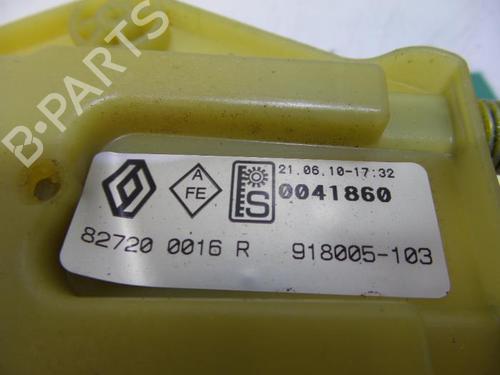 B-PARTS
A
FE
S
21.06.10-17:32
0041860
82720 0016 R
918005-103